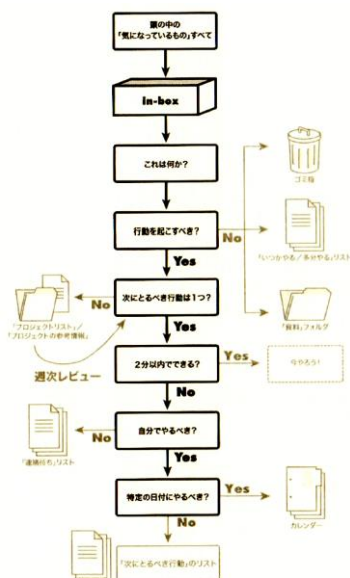 頭の中の
「気になっているもの」すべて
in-box
これは何か?
ゴミ箱
行動を起こすべき?
No
「いつかやる/多分やる」リスト
Yes
次にとるべき行動は1つ?
No
「プロジェクトリスト」/
「プロジェクトの参考情報」
「資料」フォルダ
Yes
週次レビュー
2分以内でできる?
Yes
今やろう!
No
自分でやるべき?
No
「連絡待ち」リスト
Yes
特定の日付にやるべき?
Yes
カレンダー
No
「次にとるべき行動」のリスト